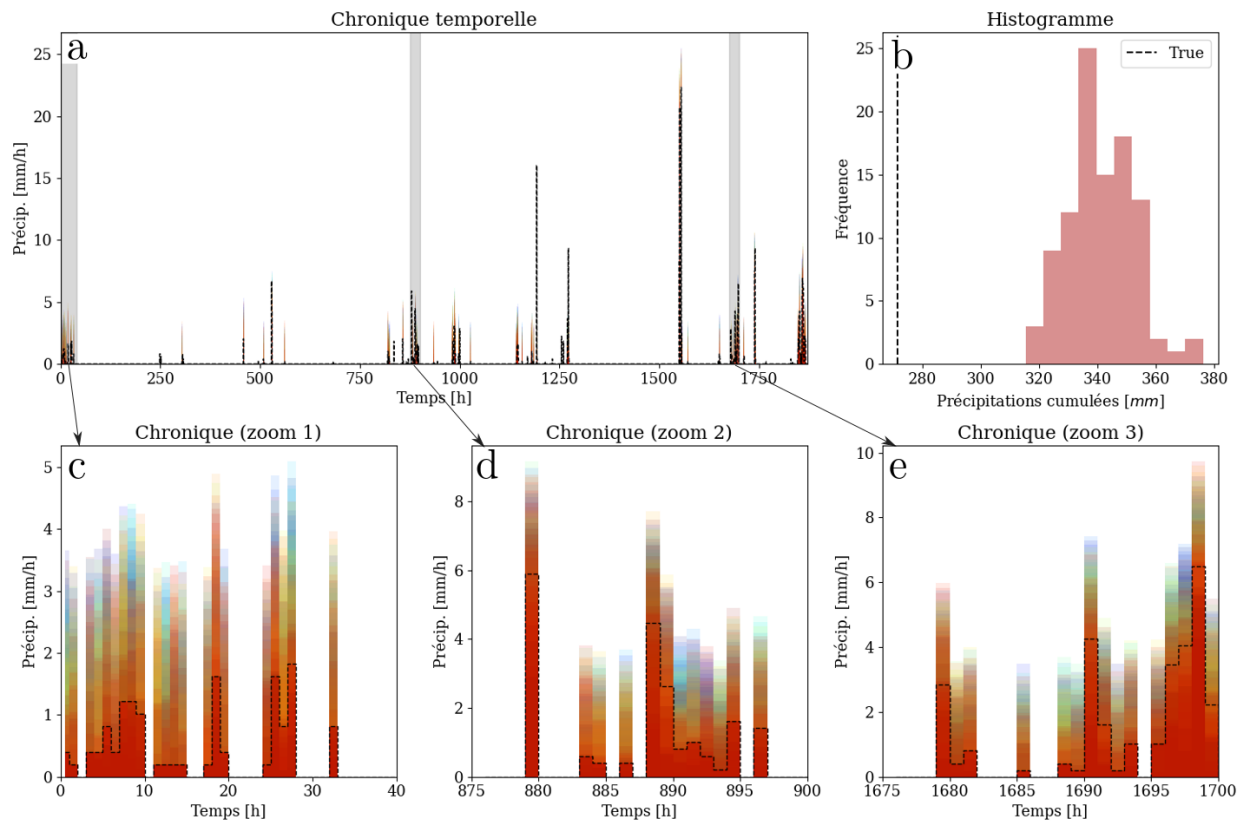 Chronique temporelle
a
Précip. [mm/h]
25
20
15
10
5
0
0 250 500 750 1000 1250 1500 1750
Temps [h]
Histogramme
b
True
Fréquence
25
20
15
10
5
0
280 300 320 340 360 380
Précipitations cumulées [mm]
Chronique (zoom 1)
c
Précip. [mm/h]
5
4
3
2
1
0
0 10 20 30 40
Temps [h]
Chronique (zoom 2)
d
Précip. [mm/h]
8
6
4
2
0
875 880 885 890 895 900
Temps [h]
Chronique (zoom 3)
e
Précip. [mm/h]
10
8
6
4
2
0
1675 1680 1685 1690 1695 1700
Temps [h]